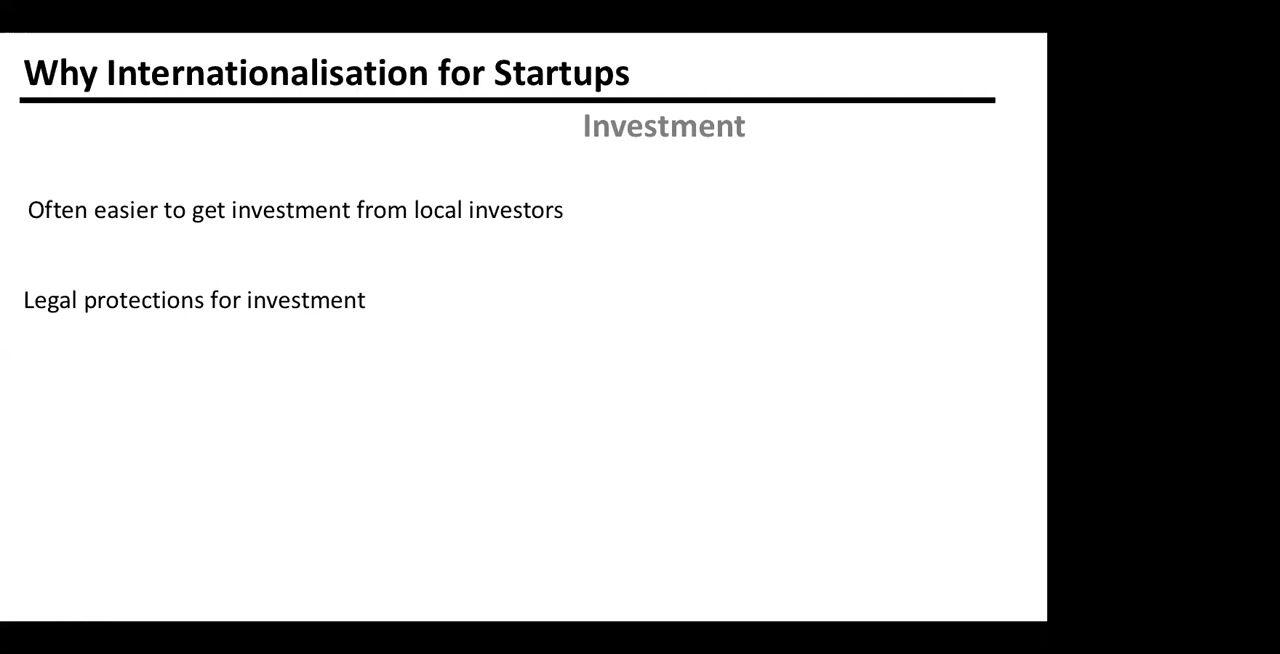 Why Internationalisation for Startups
Investment
Often easier to get investment from local investors
Legal protections for investment